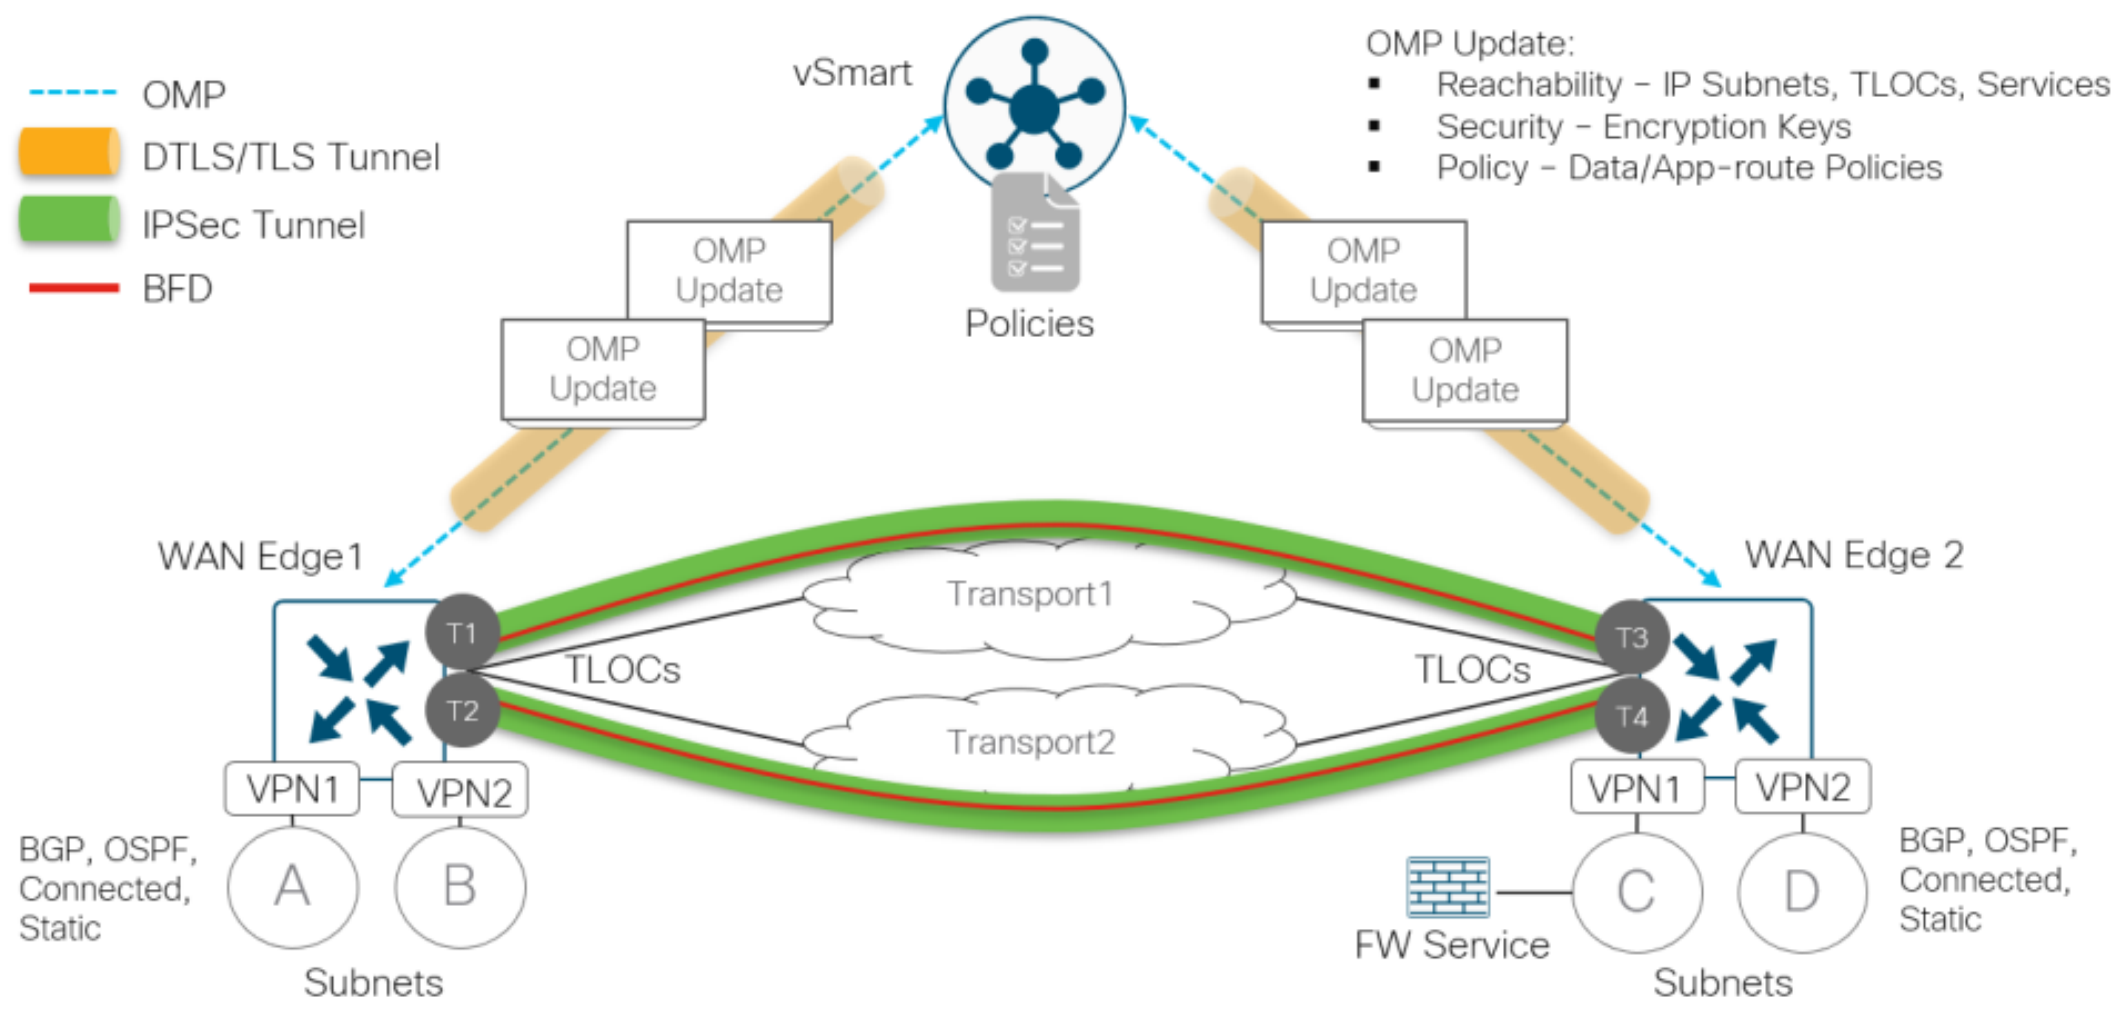 OMP
DTLS/TLS Tunnel
IPSec Tunnel
BFD
vSmart
Policies
OMP Update:
▪ Reachability – IP Subnets, TLOCs, Services
▪ Security – Encryption Keys
▪ Policy – Data/App-route Policies
OMP
Update
OMP
Update
OMP
Update
OMP
Update
WAN Edge1
WAN Edge 2
T1
T2
TLOCs
Transport1
Transport2
TLOCs
T3
T4
VPN1
VPN2
VPN1
VPN2
BGP, OSPF,
Connected,
Static
A
B
Subnets
FW Service
C
D
Subnets
BGP, OSPF,
Connected,
Static